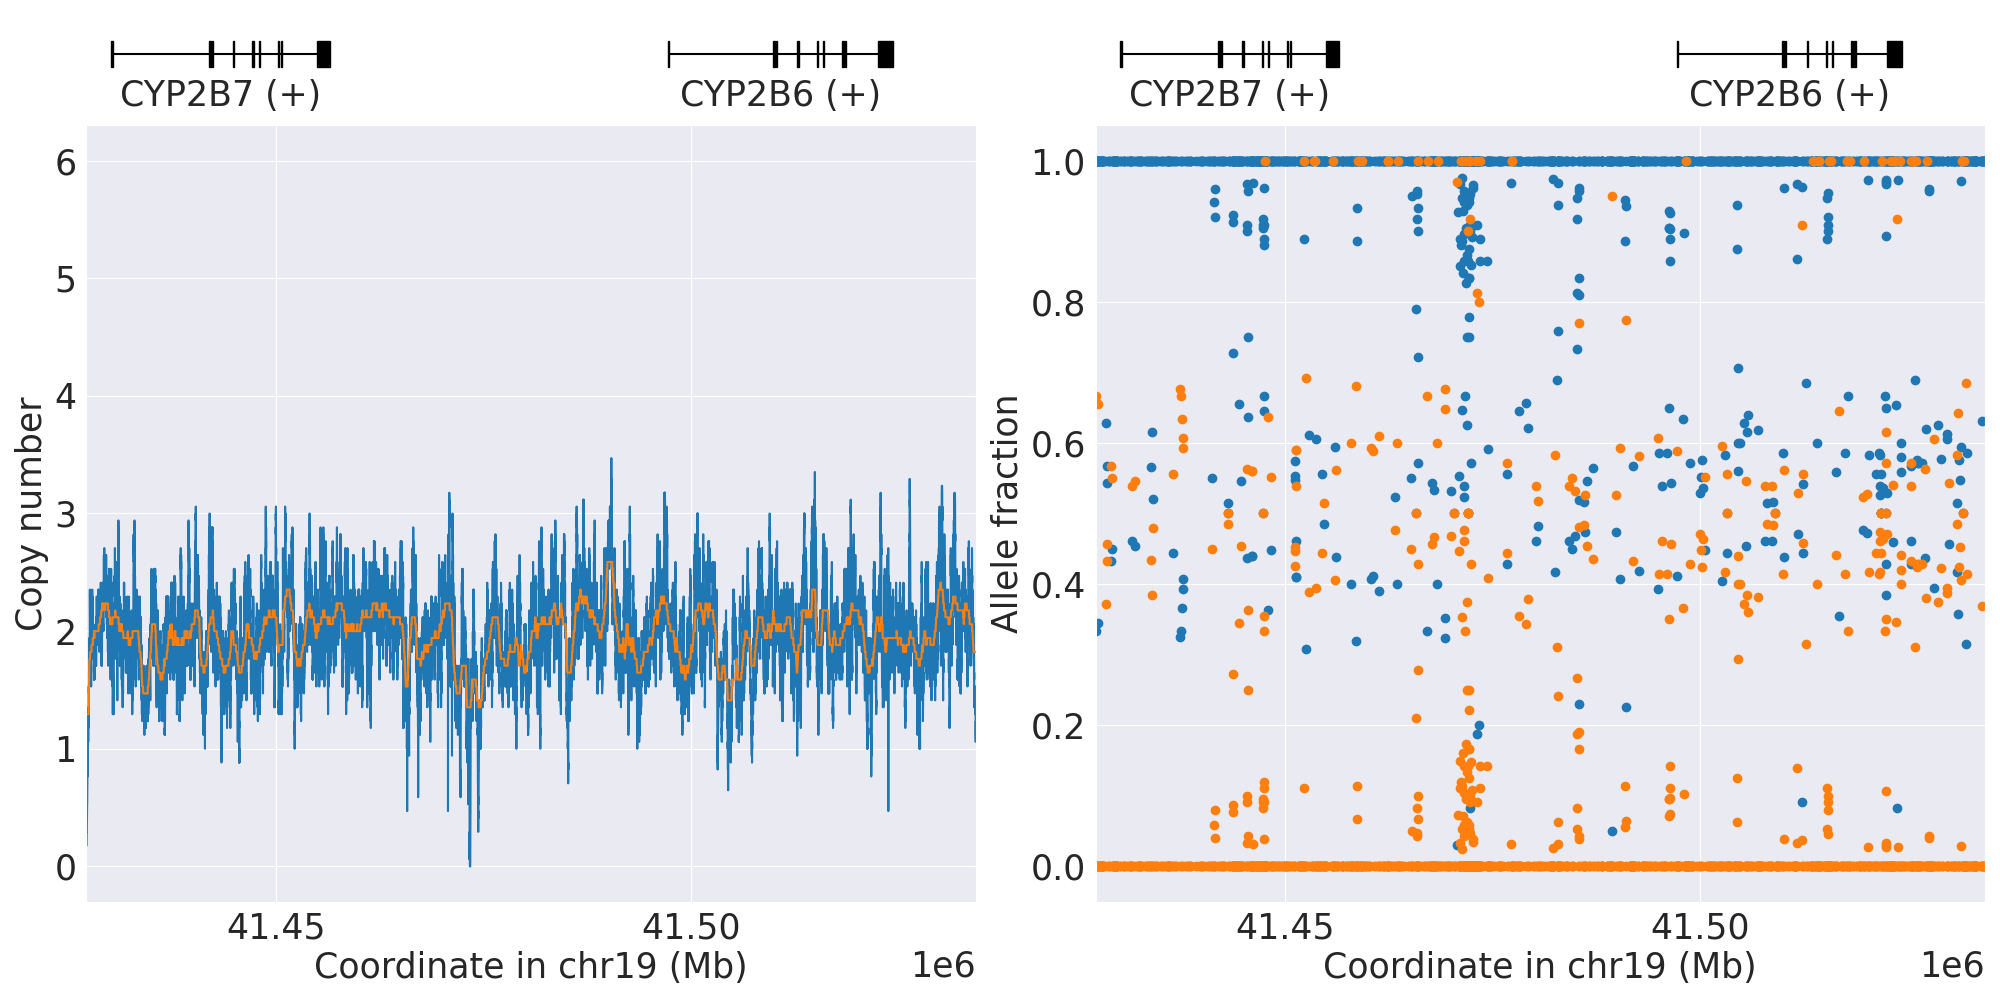 CYP2B7 (+)
CYP2B6 (+)
Copy number
6
5
4
3
2
1
0
41.45
41.50
Coordinate in chr19 (Mb)
1e6
CYP2B7 (+)
CYP2B6 (+)
Allele fraction
1.0
0.8
0.6
0.4
0.2
0.0
41.45
41.50
Coordinate in chr19 (Mb)
1e6